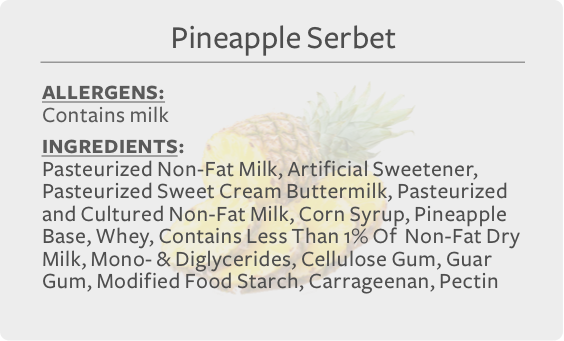 Pineapple Serbet
ALLERGENS:
Contains milk
INGREDIENTS:
Pasteurized Non-Fat Milk, Artificial Sweetener,
Pasteurized Sweet Cream Buttermilk, Pasteurized
and Cultured Non-Fat Milk, Corn Syrup, Pineapple
Base, Whey, Contains Less Than 1% Of Non-Fat Dry
Milk, Mono- & Diglycerides, Cellulose Gum, Guar
Gum, Modified Food Starch, Carrageenan, Pectin